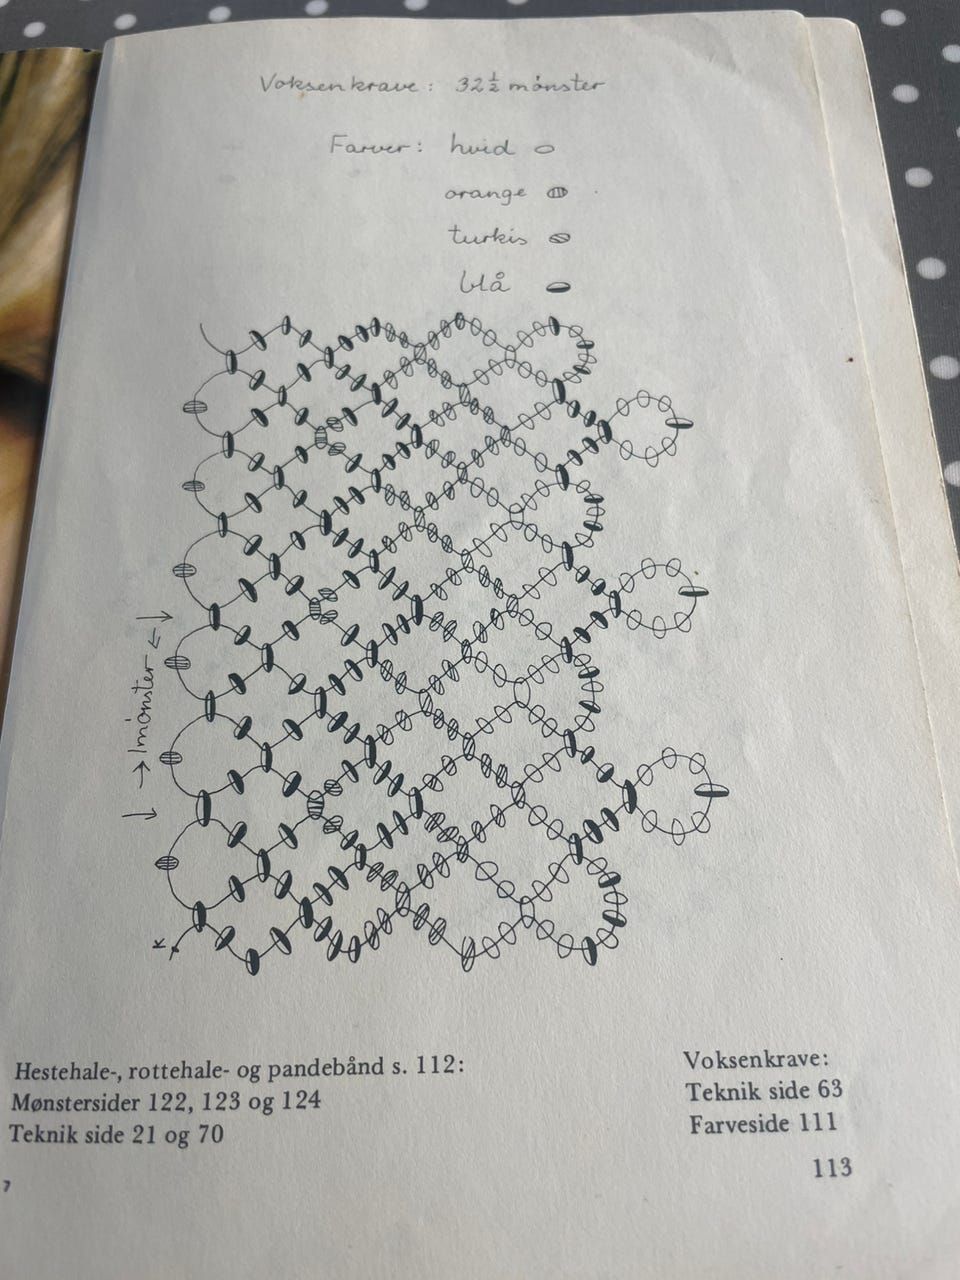 Voksenkrave: 32½ mønster
Farver: hvid
orange
turkis
blå
1 mønster
K
Hestehale-, rottehale- og pandebånd s. 112:
Mønstersider 122, 123 og 124
Teknik side 21 og 70
Voksenkrave:
Teknik side 63
Farveside 111
113